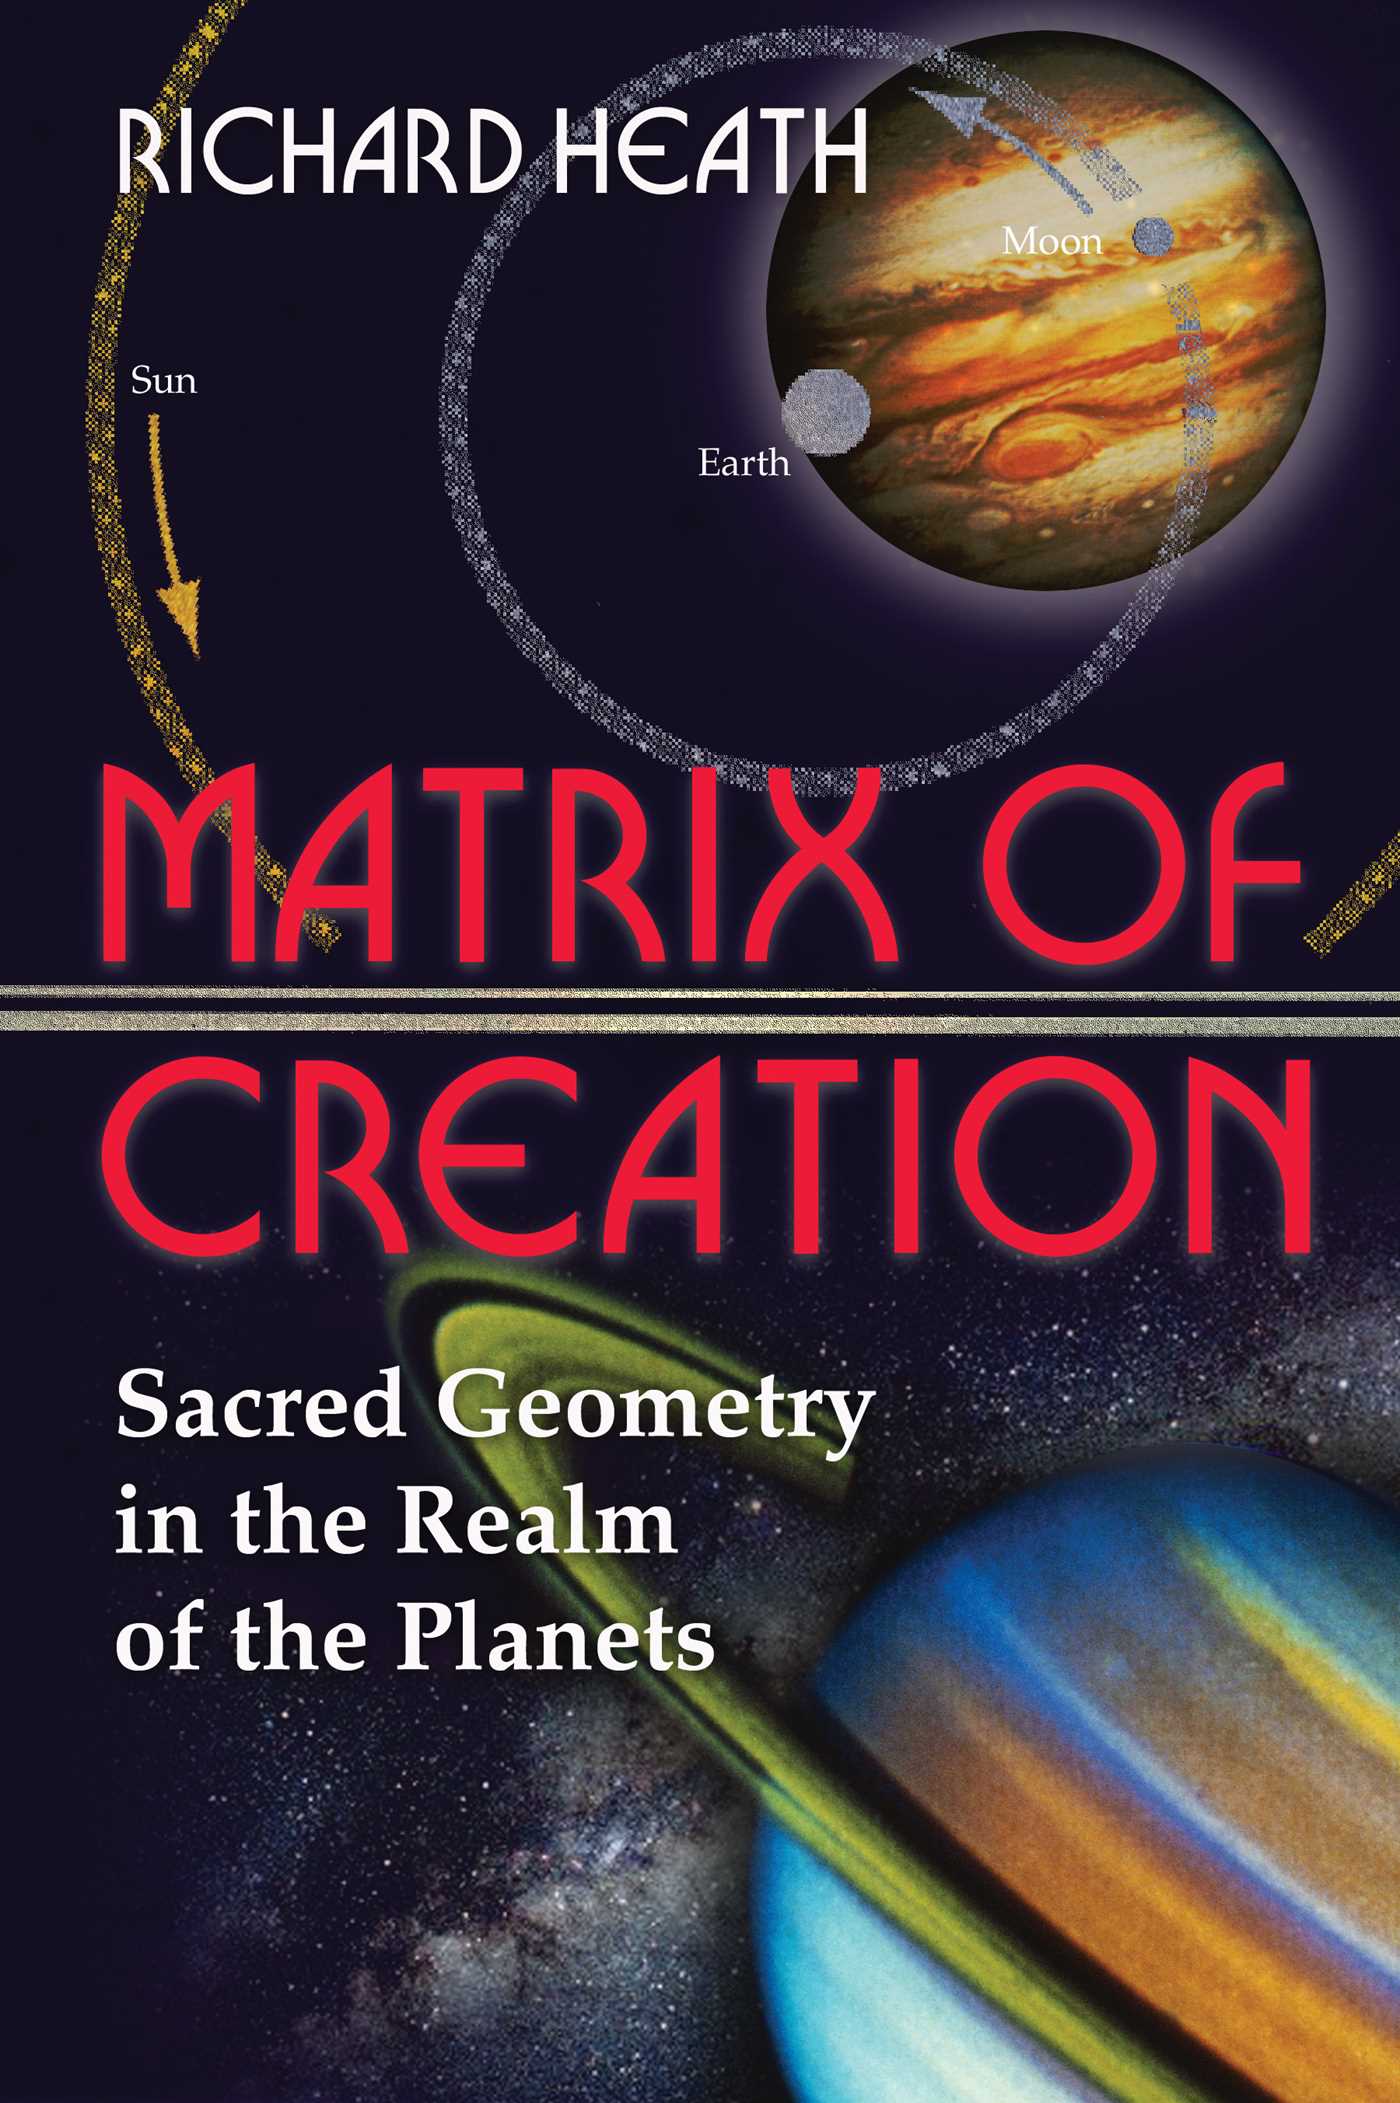 RICHARD HEATH
Moon
Sun
Earth
MATRIX OF
CREATION
Sacred Geometry
in the Realm
of the Planets